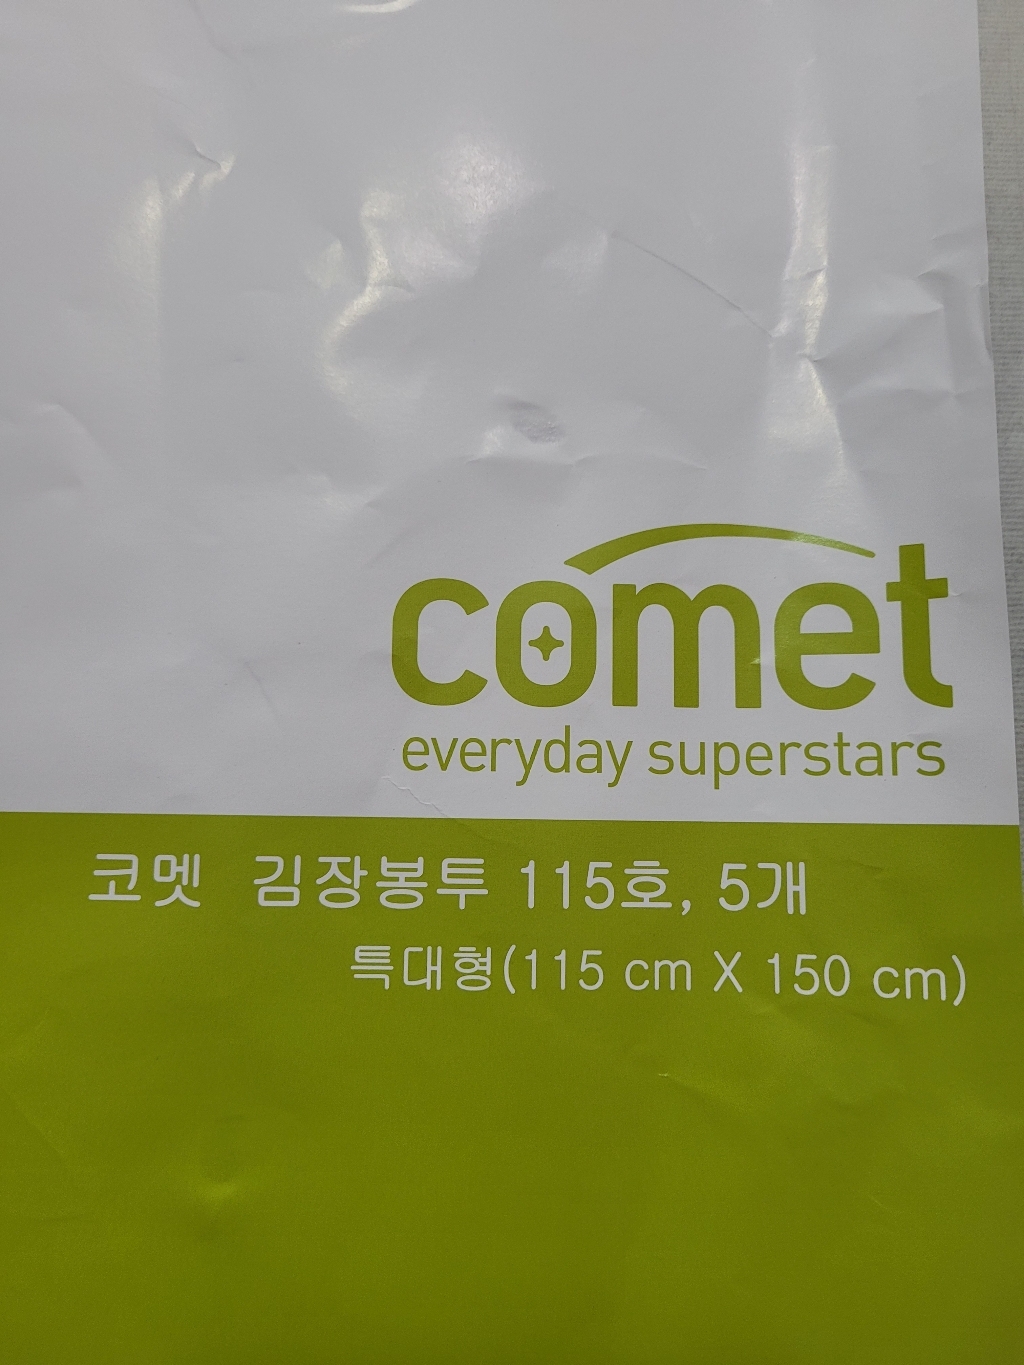 comet
everyday superstars
코멧 김장봉투 115호, 5개
특대형(115 cm X 150 cm)